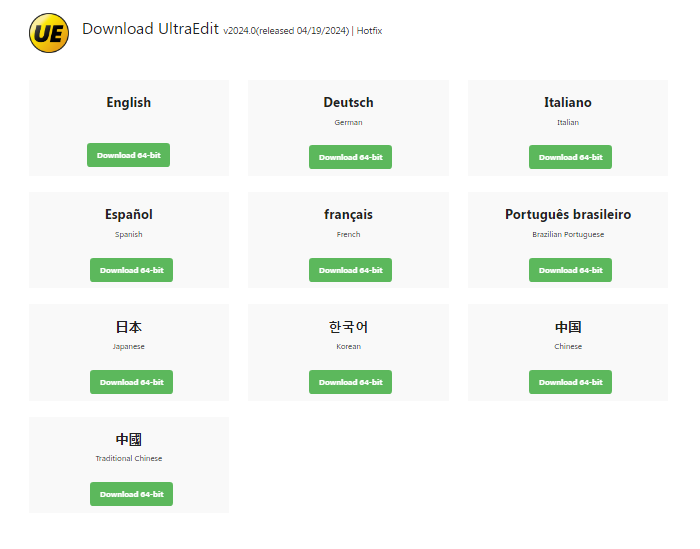 UE
Download UltraEdit v2024.0(released 04/19/2024) | Hotfix
English
Download 64-bit
Deutsch
German
Download 64-bit
Italiano
Italian
Download 64-bit
Español
Spanish
Download 64-bit
français
French
Download 64-bit
Português brasileiro
Brazilian Portuguese
Download 64-bit
日本
Japanese
Download 64-bit
한국어
Korean
Download 64-bit
中国
Chinese
Download 64-bit
中國
Traditional Chinese
Download 64-bit